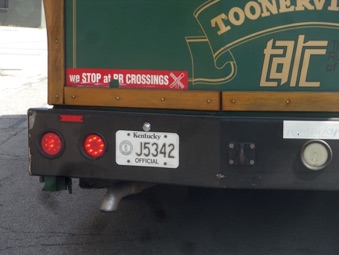 TOONERVI
tarc
we STOP at RR CROSSINGS
Kentucky
J5342
OFFICIAL